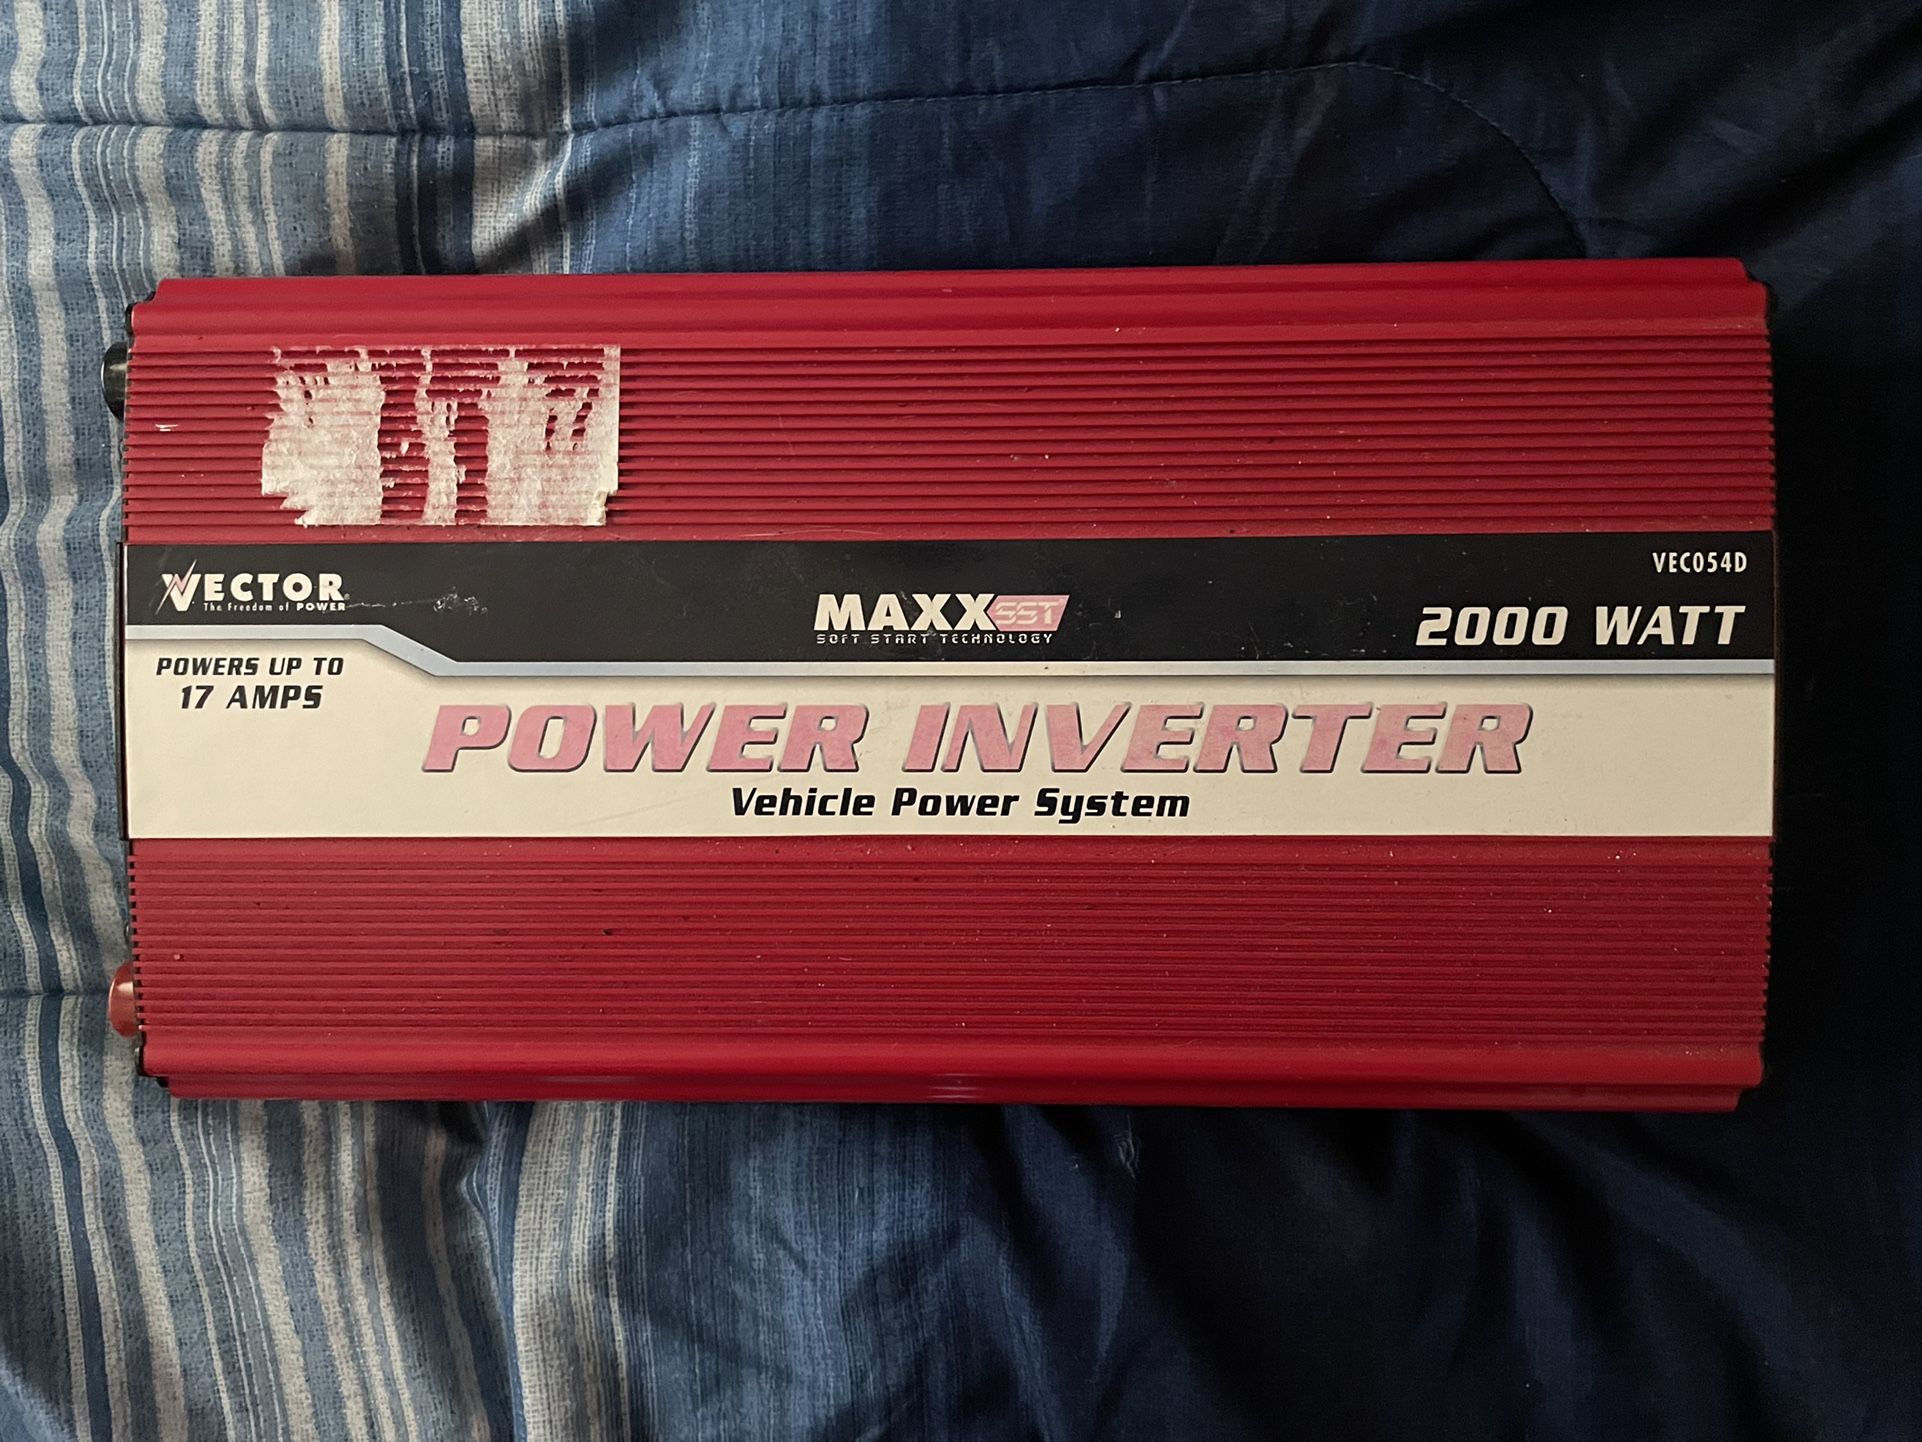 VECTOR®
The Freedom of POWER
MAXX SST
SOFT START TECHNOLOGY
VEC054D
2000 WATT
POWERS UP TO
17 AMPS
POWER INVERTER
Vehicle Power System